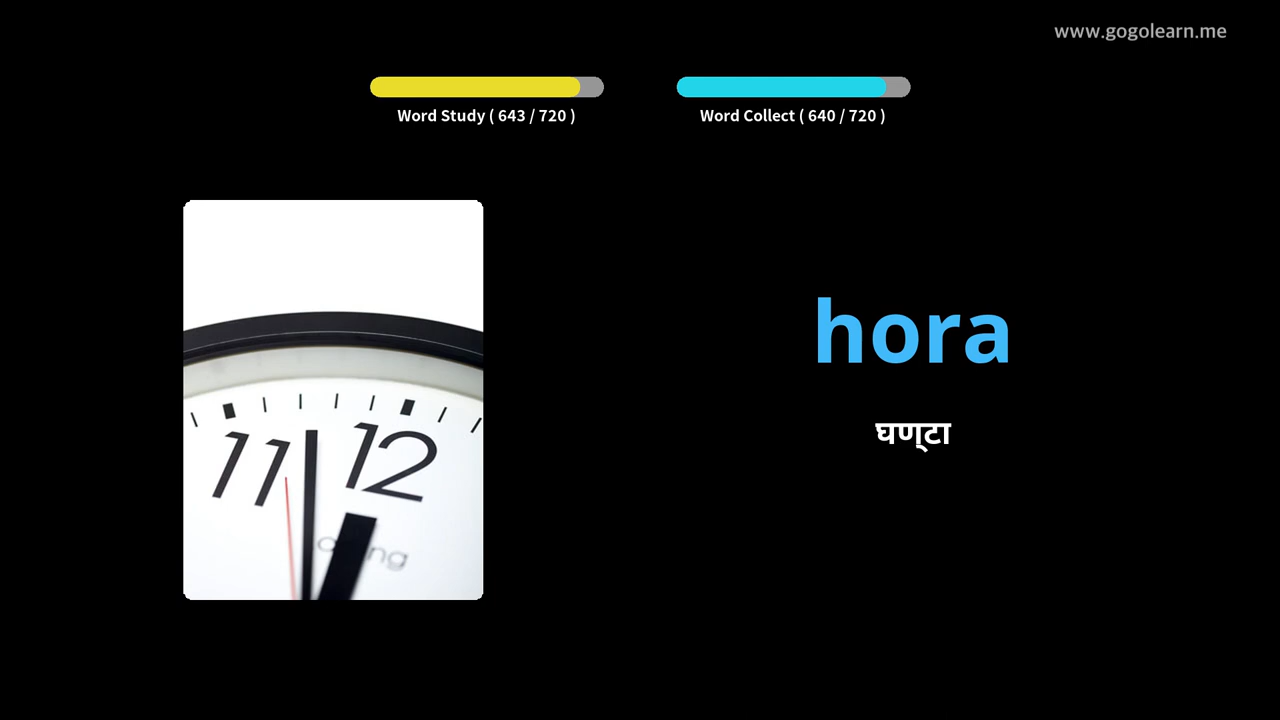 www.gogolearn.me
Word Study ( 643 / 720 )
Word Collect ( 640 / 720 )
11 12
hora
घण्टा